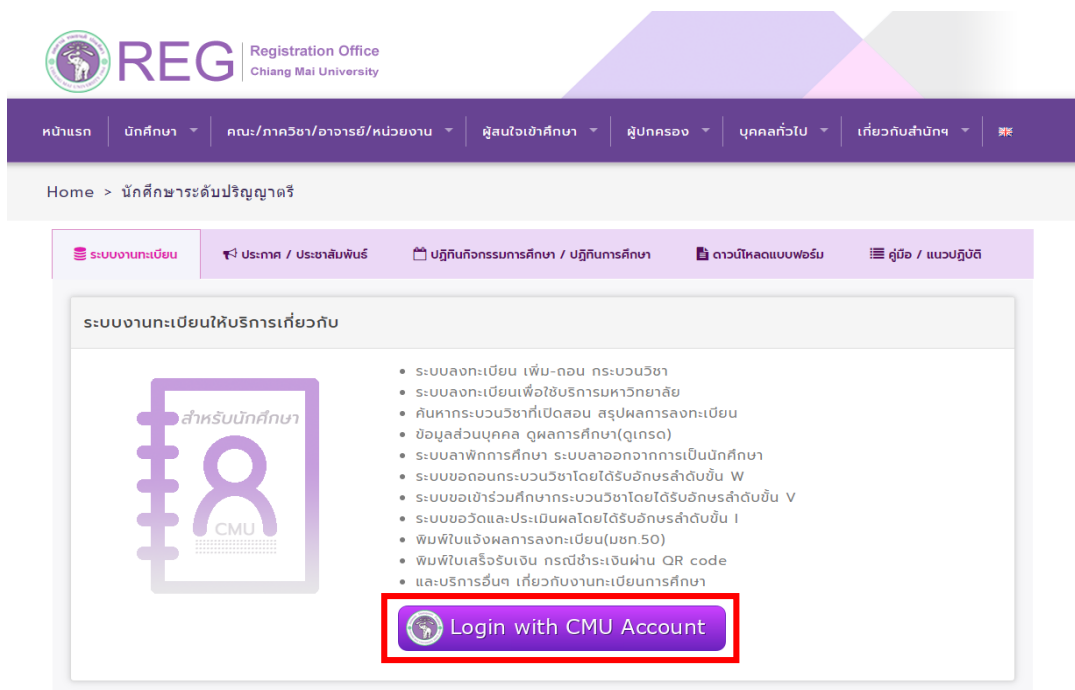 REG
Registration Office
Chiang Mai University
หน้าแรก นักศึกษา คณะ/ภาควิชา/อาจารย์/หน่วยงาน ผู้สนใจเข้าศึกษา ผู้ปกครอง บุคคลทั่วไป เกี่ยวกับสำนักฯ
Home > นักศึกษาระดับปริญญาตรี
ระบบงานทะเบียน ประกาศ / ประชาสัมพันธ์ ปฏิทินกิจกรรมการศึกษา / ปฏิทินการศึกษา ดาวน์โหลดแบบฟอร์ม คู่มือ / แนวปฏิบัติ
ระบบงานทะเบียนให้บริการเกี่ยวกับ
สำหรับนักศึกษา
CMU
• ระบบลงทะเบียน เพิ่ม-ถอน กระบวนวิชา
• ระบบลงทะเบียนเพื่อใช้บริการมหาวิทยาลัย
• ค้นหากระบวนวิชาที่เปิดสอน สรุปผลการลงทะเบียน
• ข้อมูลส่วนบุคคล ดูผลการศึกษา(ดูเกรด)
• ระบบลาพักการศึกษา ระบบลาออกจากการเป็นนักศึกษา
• ระบบขอถอนกระบวนวิชาโดยได้รับอักษรลำดับขั้น W
• ระบบขอเข้าร่วมศึกษากระบวนวิชาโดยได้รับอักษรลำดับขั้น V
• ระบบขอวัดและประเมินผลโดยได้รับอักษรลำดับขั้น I
• พิมพ์ใบแจ้งผลการลงทะเบียน(มชท.50)
• พิมพ์ใบเสร็จรับเงิน กรณีชำระเงินผ่าน QR code
• และบริการอื่นๆ เกี่ยวกับงานทะเบียนการศึกษา
Login with CMU Account